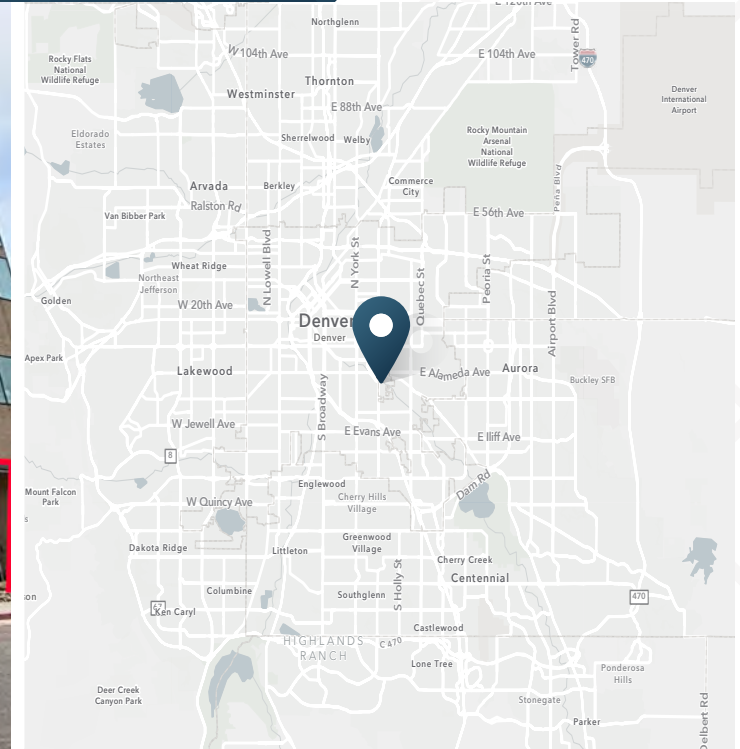 E 120th Ave
Northglenn
W 104th Ave
E 104th Ave
Tower Rd
470
Rocky Flats
National
Wildlife Refuge
Thornton
Westminster
E 88th Ave
Denver
International
Airport
Eldorado
Estates
Sherrelwood
Welby
Rocky Mountain
Arsenal
National
Wildlife Refuge
Arvada
Berkley
Commerce
City
Peña Blvd
Ralston Rd
Van Bibber Park
E 56th Ave
N Lowell Blvd
N York St
Wheat Ridge
Quebec St
Peoria St
Northeast
Jefferson
Golden
W 20th Ave
Airport Blvd
Denver
Denver
Apex Park
Lakewood
E Alameda Ave
Aurora
Buckley SFB
S Broadway
W Jewell Ave
E Evans Ave
E Iliff Ave
8
Englewood
Dam Rd
Mount Falcon
Park
W Quincy Ave
Cherry Hills
Village
Dakota Ridge
Littleton
Greenwood
Village
Cherry Creek
Centennial
S Holly St
Columbine
Southglenn
470
67
Ken Caryl
Castlewood
HIGHLANDS
RANCH
C 470
Lone Tree
Ponderosa
Hills
Deer Creek
Canyon Park
Stonegate
Parker
Delbert Rd